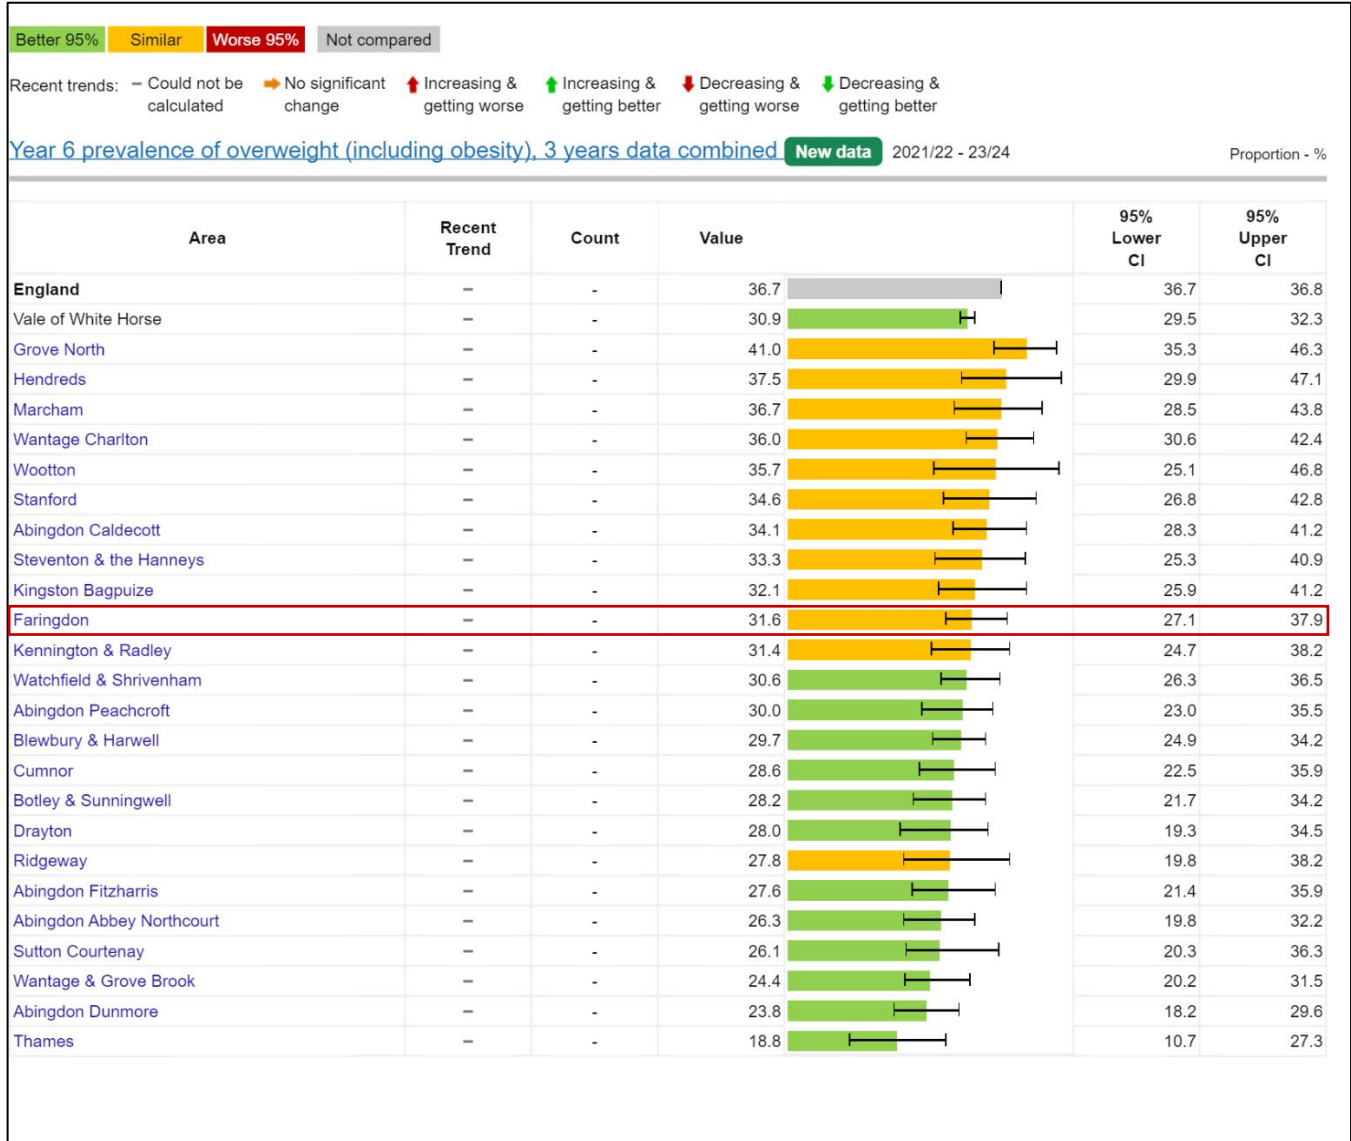 Better 95% Similar Worse 95% Not compared
Recent trends: – Could not be calculated No significant change Increasing & getting worse Increasing & getting better Decreasing & getting worse Decreasing & getting better
Year 6 prevalence of overweight (including obesity), 3 years data combined New data 2021/22 - 23/24 Proportion - %
Area Recent Trend Count Value 95% Lower CI 95% Upper CI
England – - 36.7 36.7 36.8
Vale of White Horse – - 30.9 29.5 32.3
Grove North – - 41.0 35.3 46.3
Hendreds – - 37.5 29.9 47.1
Marcham – - 36.7 28.5 43.8
Wantage Charlton – - 36.0 30.6 42.4
Wootton – - 35.7 25.1 46.8
Stanford – - 34.6 26.8 42.8
Abingdon Caldecott – - 34.1 28.3 41.2
Steventon & the Hanneys – - 33.3 25.3 40.9
Kingston Bagpuize – - 32.1 25.9 41.2
Faringdon – - 31.6 27.1 37.9
Kennington & Radley – - 31.4 24.7 38.2
Watchfield & Shrivenham – - 30.6 26.3 36.5
Abingdon Peachcroft – - 30.0 23.0 35.5
Blewbury & Harwell – - 29.7 24.9 34.2
Cumnor – - 28.6 22.5 35.9
Botley & Sunningwell – - 28.2 21.7 34.2
Drayton – - 28.0 19.3 34.5
Ridgeway – - 27.8 19.8 38.2
Abingdon Fitzharris – - 27.6 21.4 35.9
Abingdon Abbey Northcourt – - 26.3 19.8 32.2
Sutton Courtenay – - 26.1 20.3 36.3
Wantage & Grove Brook – - 24.4 20.2 31.5
Abingdon Dunmore – - 23.8 18.2 29.6
Thames – - 18.8 10.7 27.3